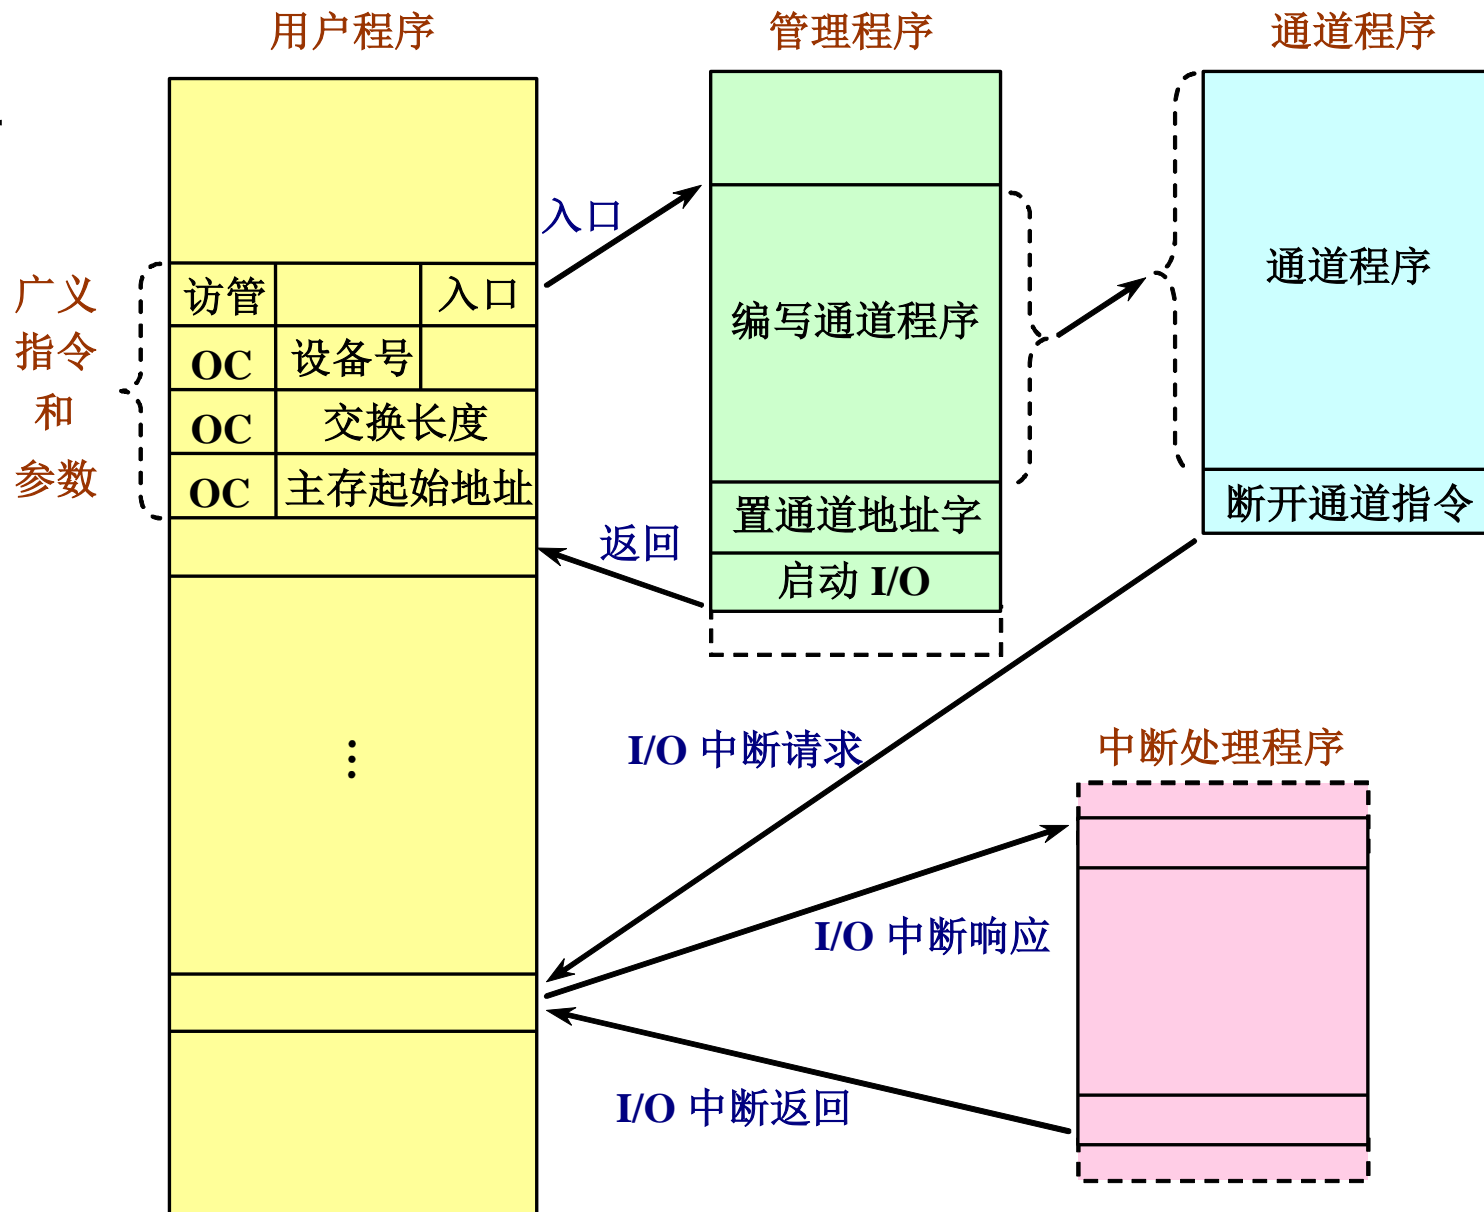 用户程序
管理程序
通道程序
广义
指令
和
参数
访管 入口
OC 设备号
OC 交换长度
OC 主存起始地址
入口
返回
编写通道程序
置通道地址字
启动 I/O
通道程序
断开通道指令
I/O 中断请求
中断处理程序
I/O 中断响应
I/O 中断返回